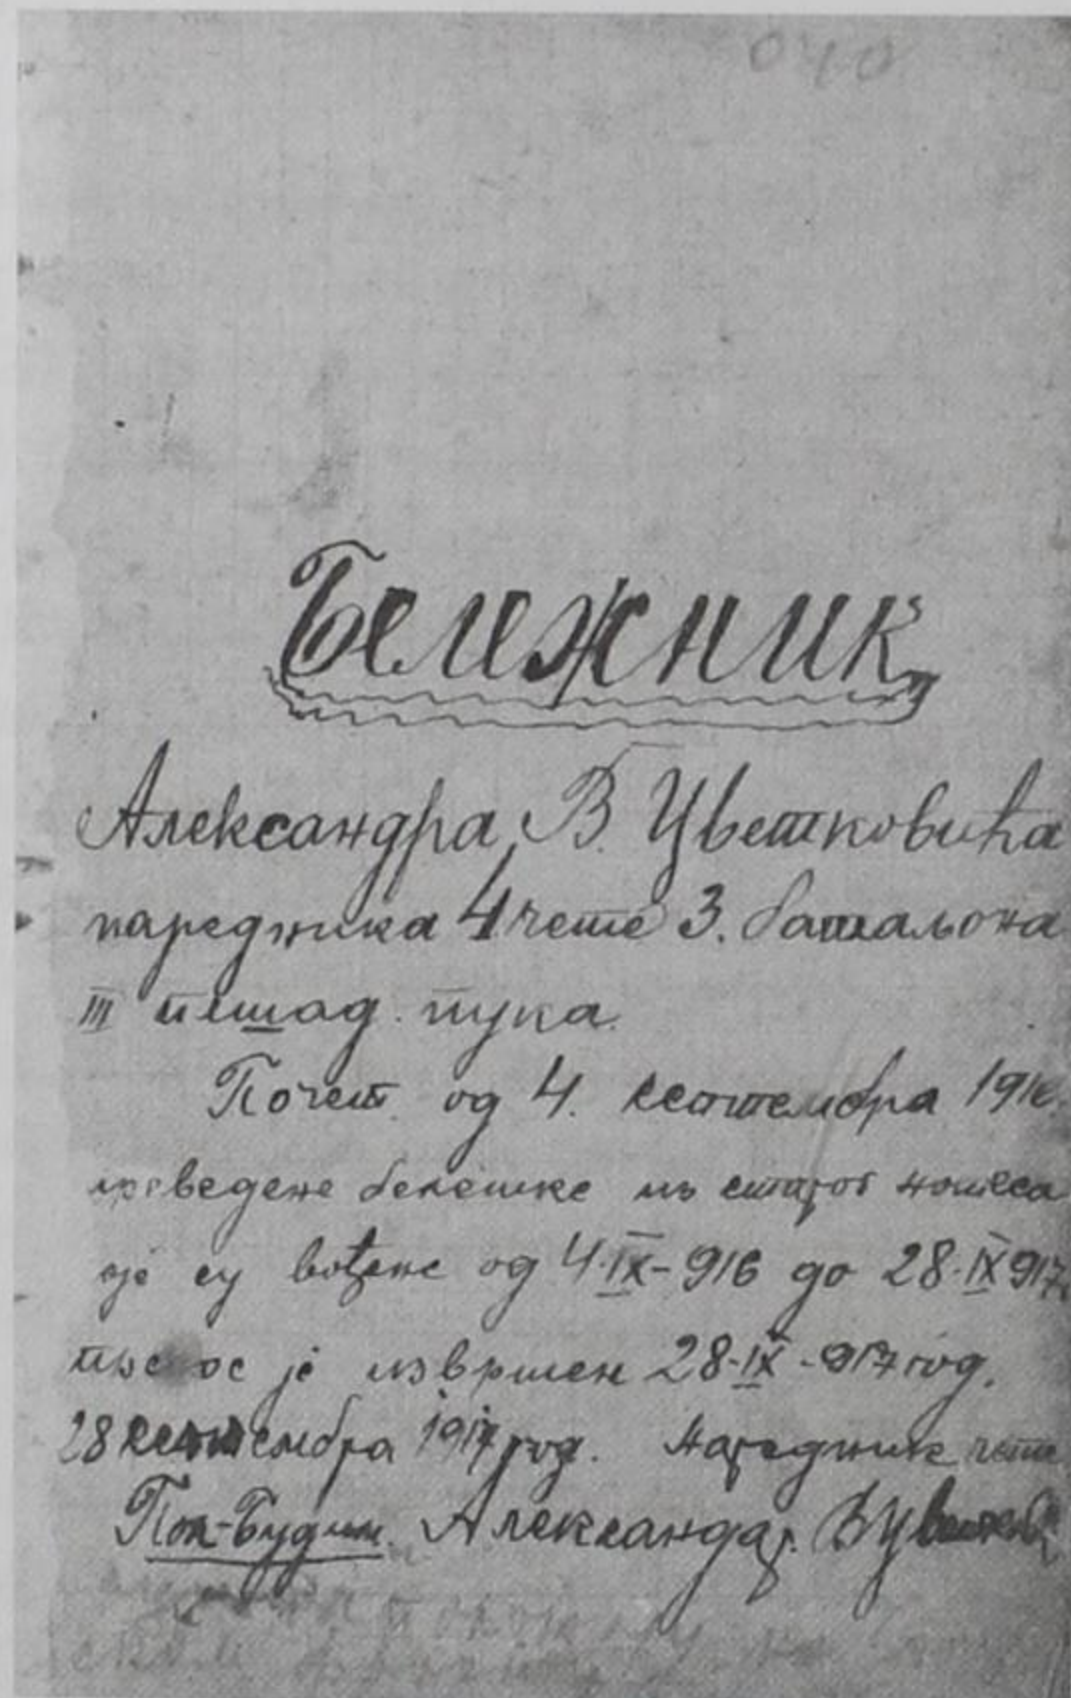 040
Бележник
Александра В. Цветковића
наредника 4 чете 3. батаљона
III пешад. пука.
Почет. од 4. септембра 1916.
преведене белешке из старог нотеса
је су вођене од 4-IX-916 до 28-IX 917.
пренос је извршен 28-IX-917 год.
28 септембра 1917 год. Наредник чете
Поп-Будим. Александар В Цветковић